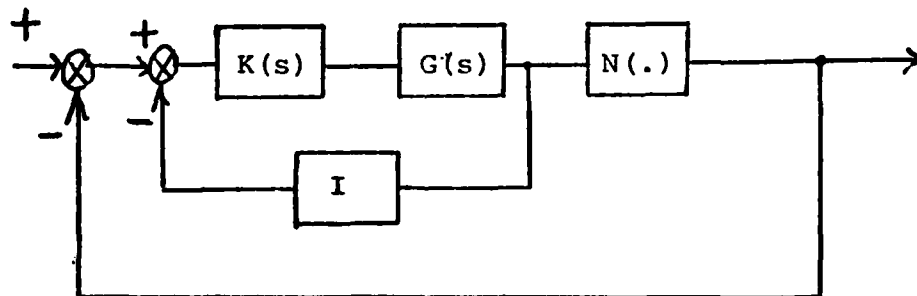 + + K(s) G(s) N(.)
- -
I